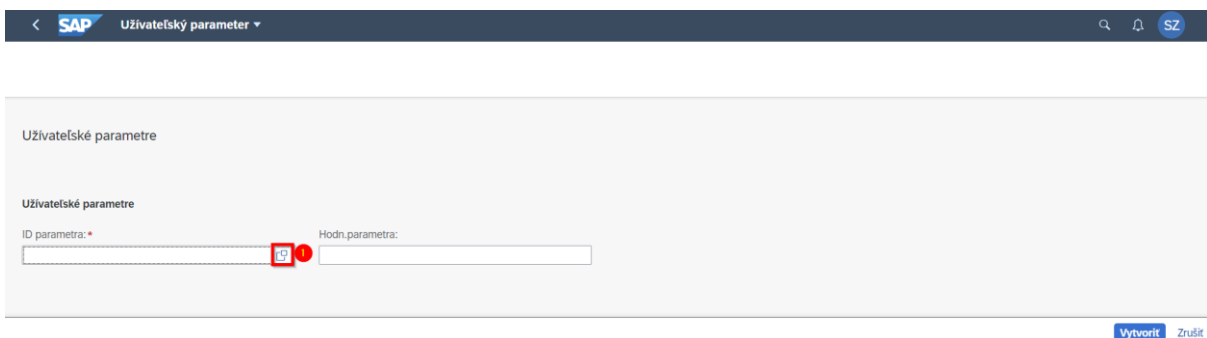 SAP Užívateľský parameter
SZ
Užívateľské parametre
Užívateľské parametre
ID parametra:* Hodn.parametra:
1
Vytvoriť Zrušiť